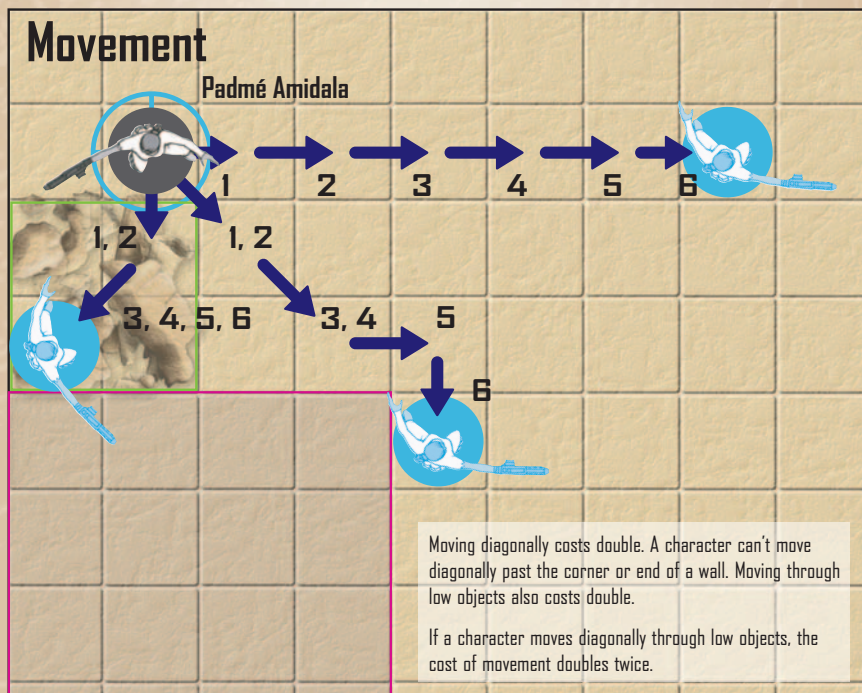 Movement
Padmé Amidala
1
2
3
4
5
6
1, 2
1, 2
3, 4, 5, 6
3, 4
5
6
Moving diagonally costs double. A character can't move
diagonally past the corner or end of a wall. Moving through
low objects also costs double.
If a character moves diagonally through low objects, the
cost of movement doubles twice.